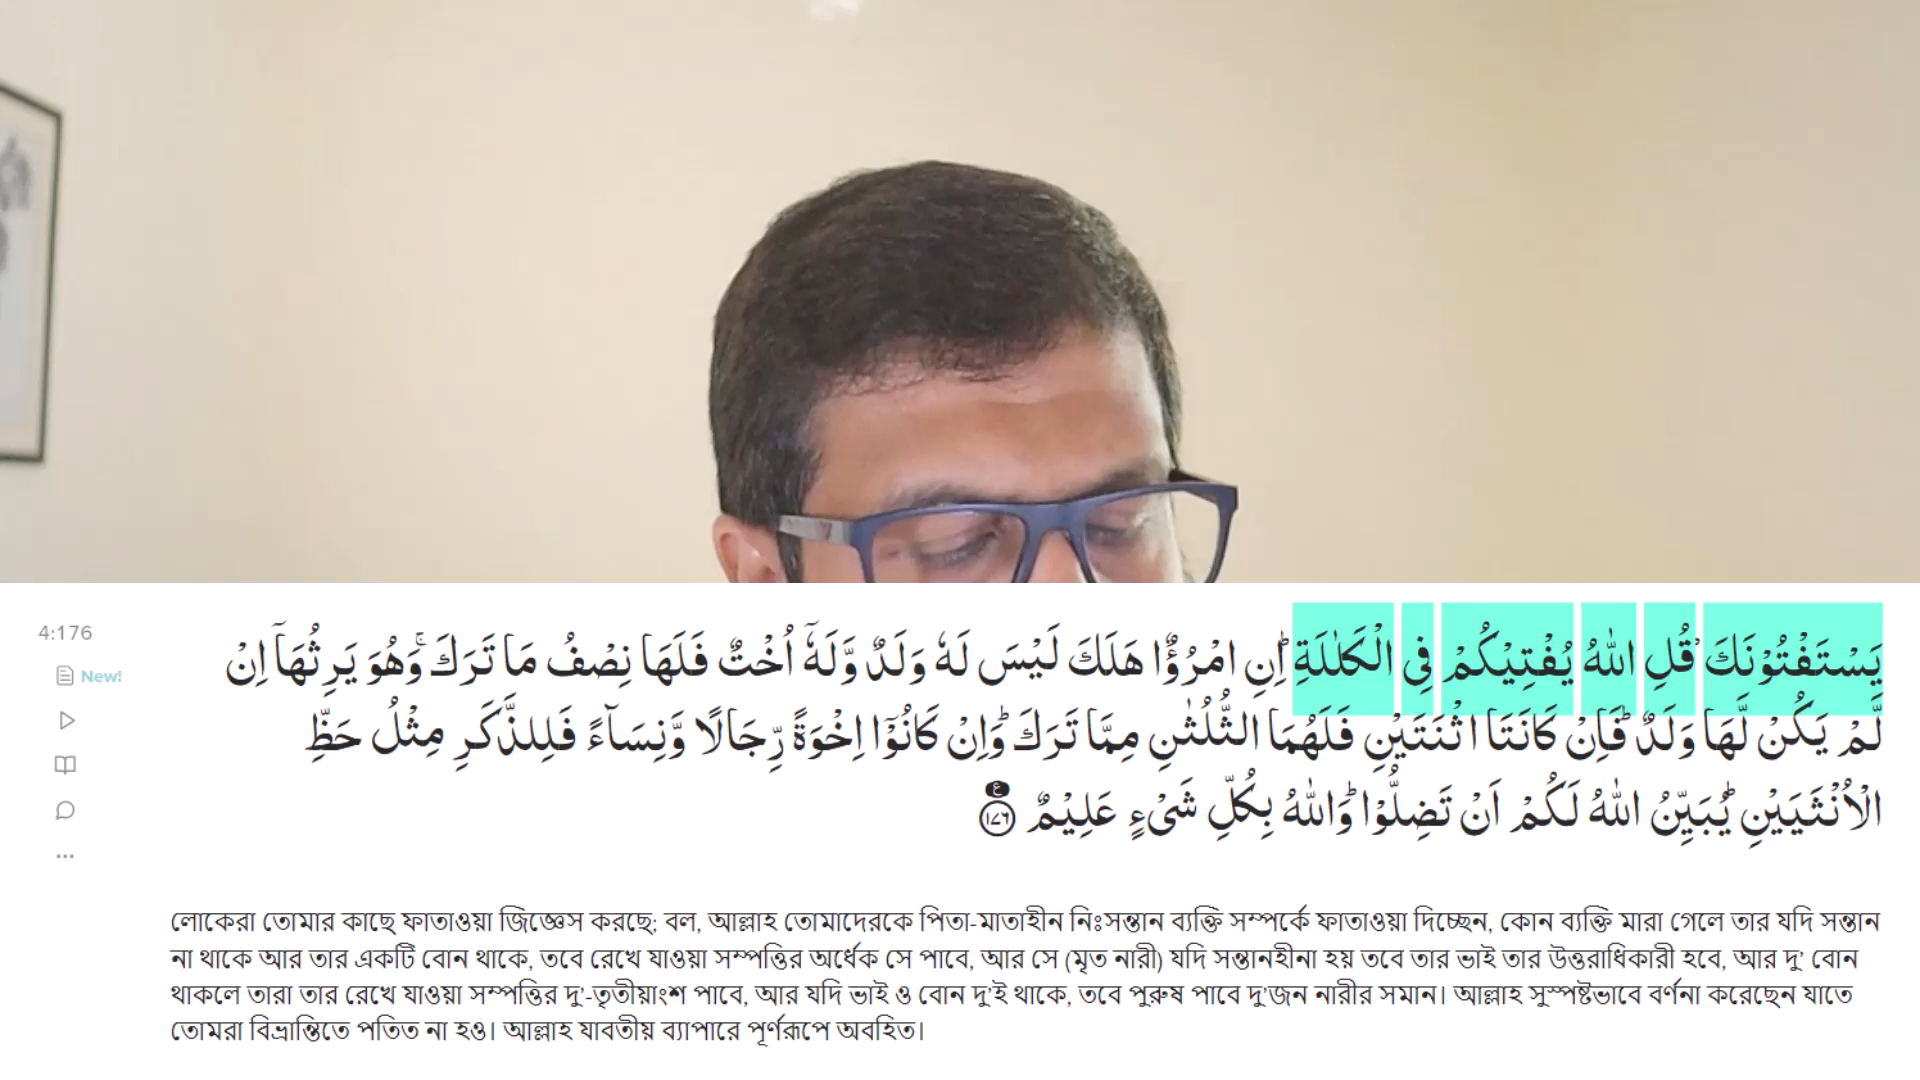 4:176
New!
يَسْتَفْتُوْنَكَ ؕ قُلِ اللّٰهُ يُفْتِيْكُمْ فِى الْكَلٰلَةِ ؕ اِنِ امْرُؤٌا هَلَكَ لَيْسَ لَهٗ وَلَدٌ وَّلَهٗۤ اُخْتٌ فَلَهَا نِصْفُ مَا تَرَكَ ۚ وَهُوَ يَرِثُهَاۤ اِنْ
لَّمْ يَكُنْ لَّهَا وَلَدٌ ؕ فَاِنْ كَانَتَا اثْنَتَيْنِ فَلَهُمَا الثُّلُثٰنِ مِمَّا تَرَكَ ؕ وَاِنْ كَانُوْۤا اِخْوَةً رِّجَالًا وَّنِسَآءً فَلِلذَّكَرِ مِثْلُ حَظِّ
الْاُنْثَيَيْنِ ؕ يُبَيِّنُ اللّٰهُ لَكُمْ اَنْ تَضِلُّوْا ؕ وَاللّٰهُ بِكُلِّ شَىْءٍ عَلِيْمٌ ۧ ١٧٦
লোকেরা তোমার কাছে ফাতাওয়া জিজ্ঞেস করছে; বল, আল্লাহ তোমাদেরকে পিতা-মাতাহীন নিঃসন্তান ব্যক্তি সম্পর্কে ফাতাওয়া দিচ্ছেন, কোন ব্যক্তি মারা গেলে তার যদি সন্তান
না থাকে আর তার একটি বোন থাকে, তবে রেখে যাওয়া সম্পত্তির অর্ধেক সে পাবে, আর সে (মৃত নারী) যদি সন্তানহীনা হয় তবে তার ভাই তার উত্তরাধিকারী হবে, আর দু’ বোন
থাকলে তারা তার রেখে যাওয়া সম্পত্তির দু’-তৃতীয়াংশ পাবে, আর যদি ভাই ও বোন দু’ই থাকে, তবে পুরুষ পাবে দু’জন নারীর সমান। আল্লাহ সুস্পষ্টভাবে বর্ণনা করেছেন যাতে
তোমরা বিভ্রান্তিতে পতিত না হও। আল্লাহ যাবতীয় ব্যাপারে পূর্ণরূপে অবহিত।